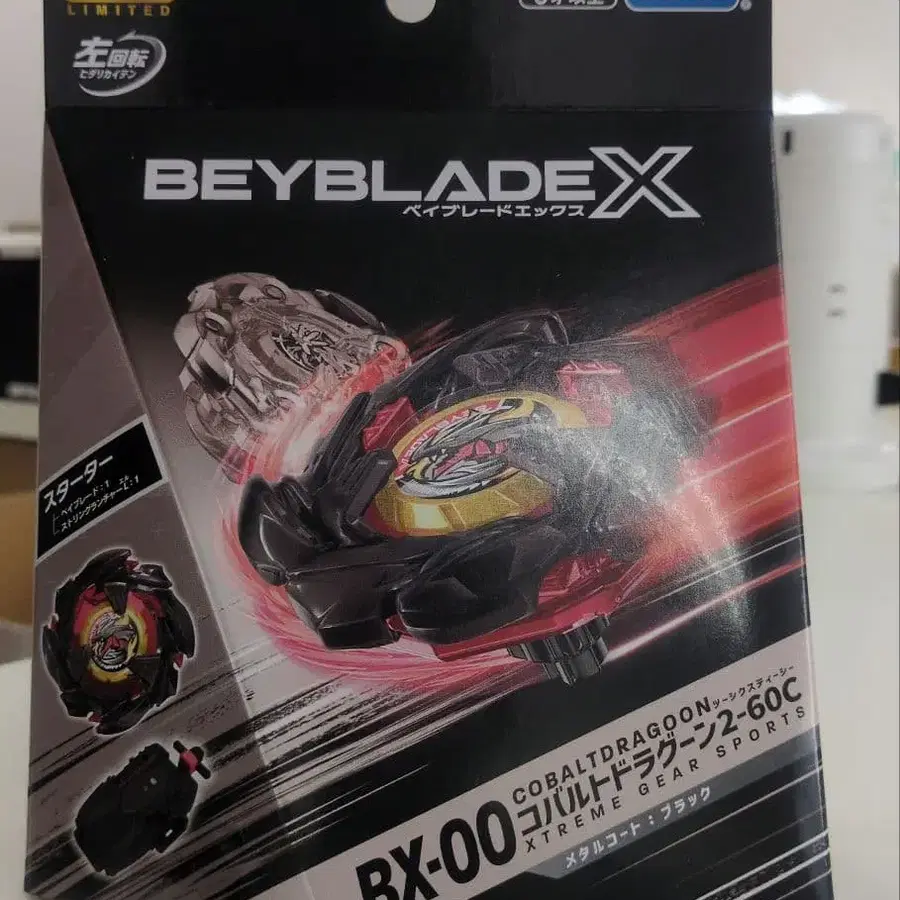 LIMITED
左回転
ヒダリカイテン
BEYBLADE X
ベイブレードエックス
スターター
ベイブレード:1
ストリングランチャーL:1
BX-00
COBALTDRAGOON
ツーシクスティーシー
コバルトドラグーン2-60C
XTREME GEAR SPORTS
メタルコート:ブラック